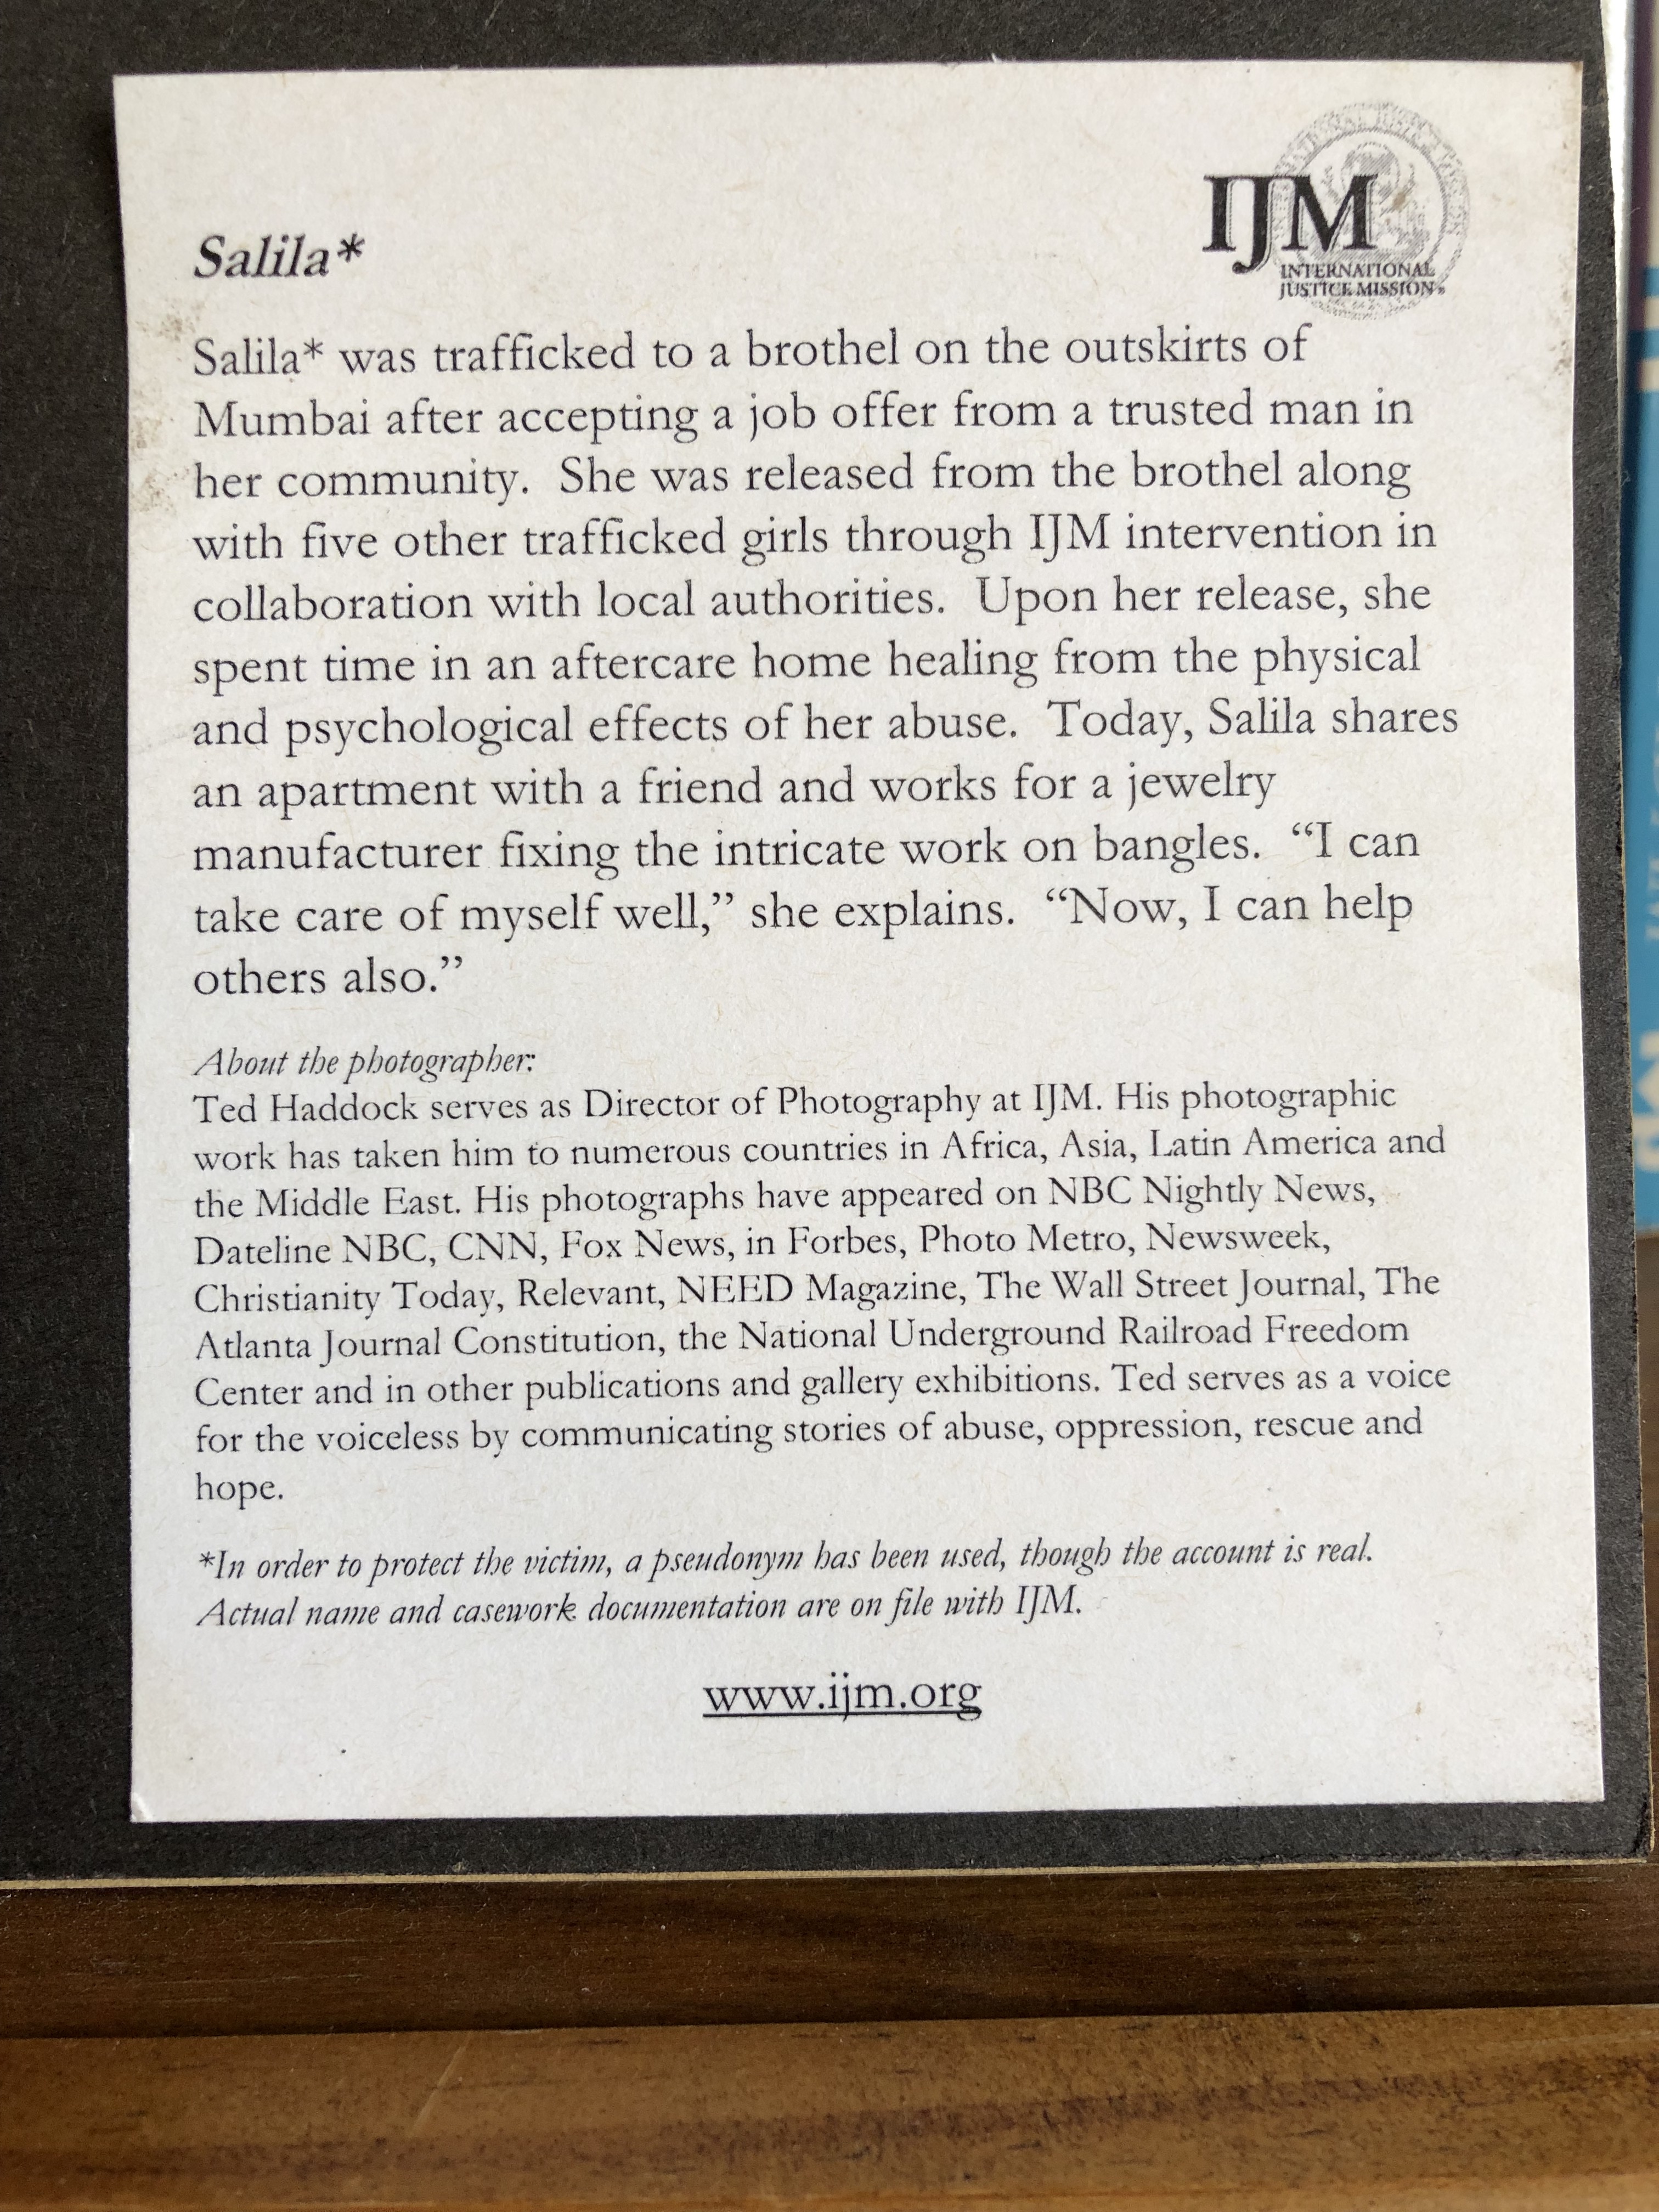 IJM
INTERNATIONAL
JUSTICE MISSION
Salila*
Salila* was trafficked to a brothel on the outskirts of
Mumbai after accepting a job offer from a trusted man in
her community.  She was released from the brothel along
with five other trafficked girls through IJM intervention in
collaboration with local authorities.  Upon her release, she
spent time in an aftercare home healing from the physical
and psychological effects of her abuse.  Today, Salila shares
an apartment with a friend and works for a jewelry
manufacturer fixing the intricate work on bangles.  “I can
take care of myself well,” she explains.  “Now, I can help
others also.”
About the photographer:
Ted Haddock serves as Director of Photography at IJM. His photographic
work has taken him to numerous countries in Africa, Asia, Latin America and
the Middle East. His photographs have appeared on NBC Nightly News,
Dateline NBC, CNN, Fox News, in Forbes, Photo Metro, Newsweek,
Christianity Today, Relevant, NEED Magazine, The Wall Street Journal, The
Atlanta Journal Constitution, the National Underground Railroad Freedom
Center and in other publications and gallery exhibitions. Ted serves as a voice
for the voiceless by communicating stories of abuse, oppression, rescue and
hope.
*In order to protect the victim, a pseudonym has been used, though the account is real.
Actual name and casework documentation are on file with IJM.
www.ijm.org